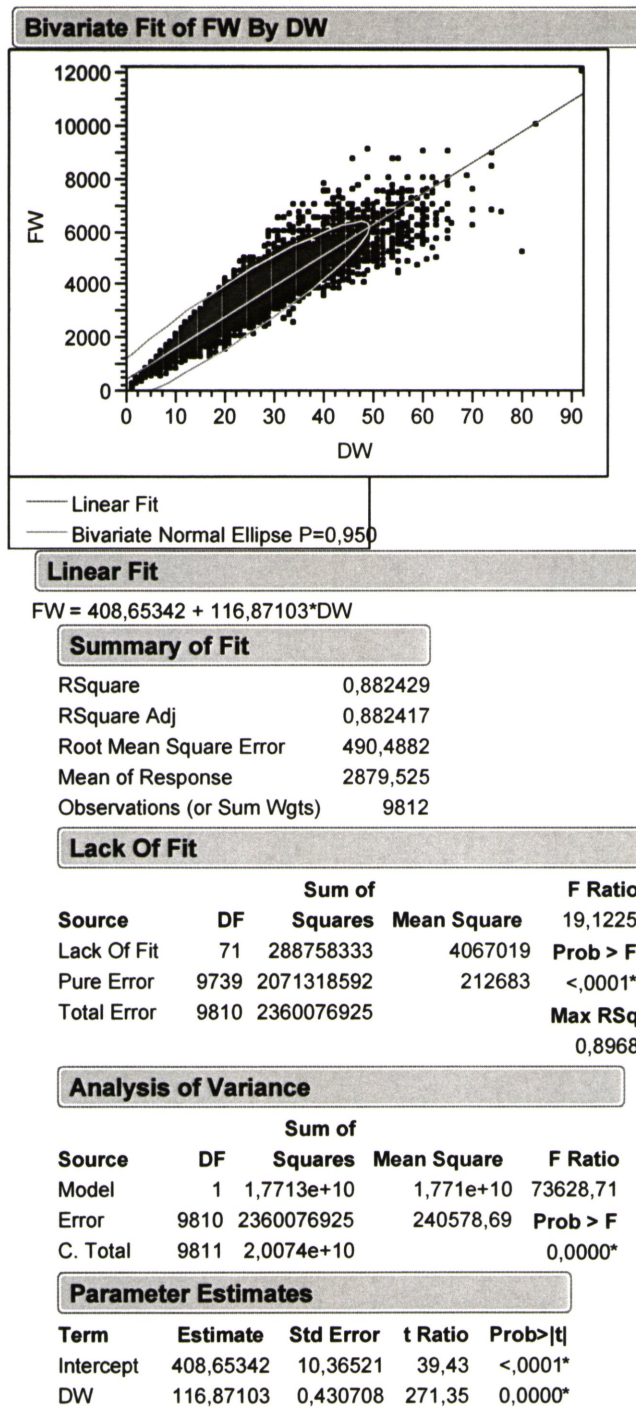 Bivariate Fit of FW By DW
12000
10000
8000
6000
4000
2000
0
FW
0 10 20 30 40 50 60 70 80 90
DW
Linear Fit
Bivariate Normal Ellipse P=0,950
Linear Fit
FW = 408,65342 + 116,87103*DW
Summary of Fit
RSquare 0,882429
RSquare Adj 0,882417
Root Mean Square Error 490,4882
Mean of Response 2879,525
Observations (or Sum Wgts) 9812
Lack Of Fit
Sum of F Ratio
Source DF Squares Mean Square 19,1225
Lack Of Fit 71 288758333 4067019 Prob > F
Pure Error 9739 2071318592 212683 <,0001*
Total Error 9810 2360076925 Max RSq
0,8968
Analysis of Variance
Sum of
Source DF Squares Mean Square F Ratio
Model 1 1,7713e+10 1,771e+10 73628,71
Error 9810 2360076925 240578,69 Prob > F
C. Total 9811 2,0074e+10 0,0000*
Parameter Estimates
Term Estimate Std Error t Ratio Prob>|t|
Intercept 408,65342 10,36521 39,43 <,0001*
DW 116,87103 0,430708 271,35 0,0000*